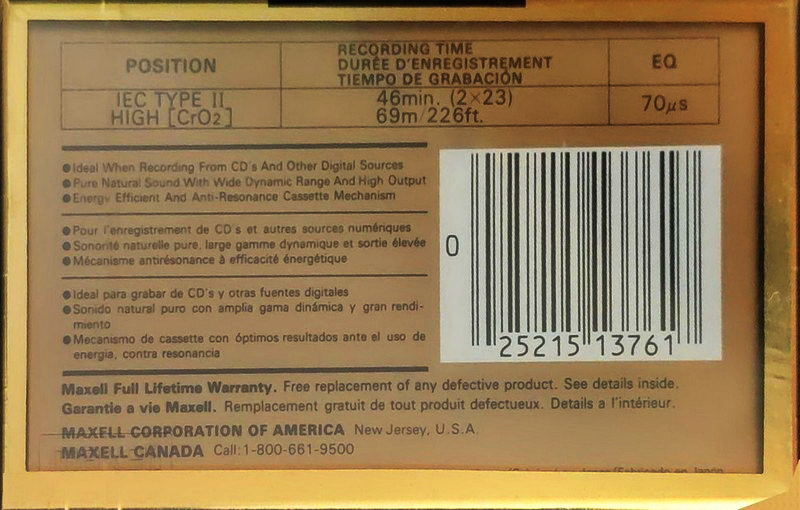 POSITION
RECORDING TIME
DURÉE D'ENREGISTREMENT
TIEMPO DE GRABACIÓN
EQ
IEC TYPE II
HIGH [CrO2]
46min. (2×23)
69m/226ft.
70μs
●Ideal When Recording From CD's And Other Digital Sources
●Pure Natural Sound With Wide Dynamic Range And High Output
●Energy Efficient And Anti-Resonance Cassette Mechanism
●Pour l'enregistrement de CD's et autres sources numériques
●Sonorité naturelle pure, large gamme dynamique et sortie élevée
●Mécanisme antirésonance à efficacité énergétique
●Ideal para grabar de CD's y otras fuentes digitales
●Sonido natural puro con amplia gama dinámica y gran rendi-
miento
●Mecanismo de cassette con óptimos resultados ante el uso de
energia, contra resonancia
0 25215 13761
Maxell Full Lifetime Warranty. Free replacement of any defective product. See details inside.
Garantie a vie Maxell. Remplacement gratuit de tout produit defectueux. Details a l'intérieur.
MAXELL CORPORATION OF AMERICA New Jersey, U.S.A.
MAXELL CANADA Call:1-800-661-9500